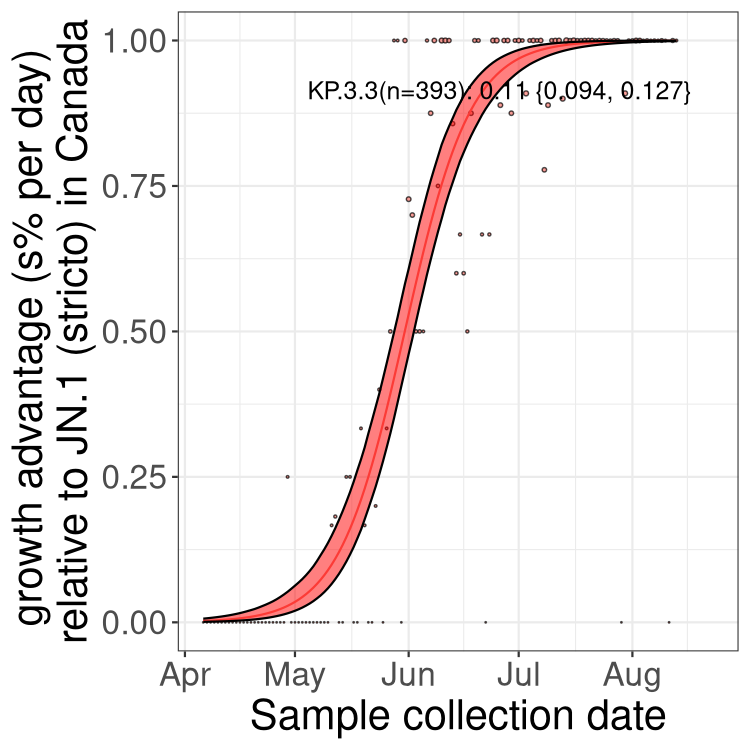 growth advantage (s% per day)
relative to JN.1 (stricto) in Canada
1.00
0.75
0.50
0.25
0.00
KP.3.3(n=393): 0.11 {0.094, 0.127}
Apr May Jun Jul Aug
Sample collection date